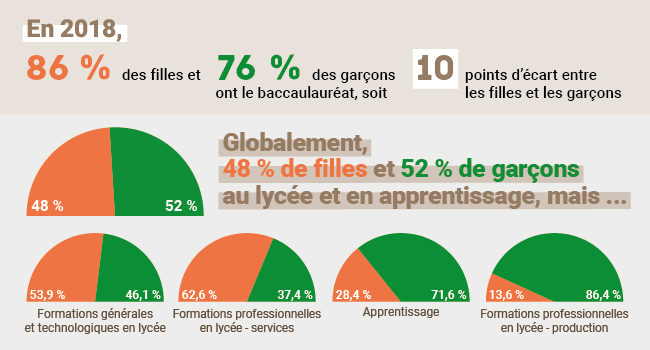 En 2018,
86 % des filles et 76 % des garçons 10 points d'écart entre
ont le baccaulauréat, soit les filles et les garçons
Globalement,
48 % de filles et 52 % de garçons
au lycée et en apprentissage, mais ...
48 % 52 %
53,9 % 46,1 % 62,6 % 37,4 % 28,4 % 71,6 % 13,6 % 86,4 %
Formations générales
et technologiques en lycée
Formations professionnelles
en lycée - services
Apprentissage
Formations professionnelles
en lycée - production